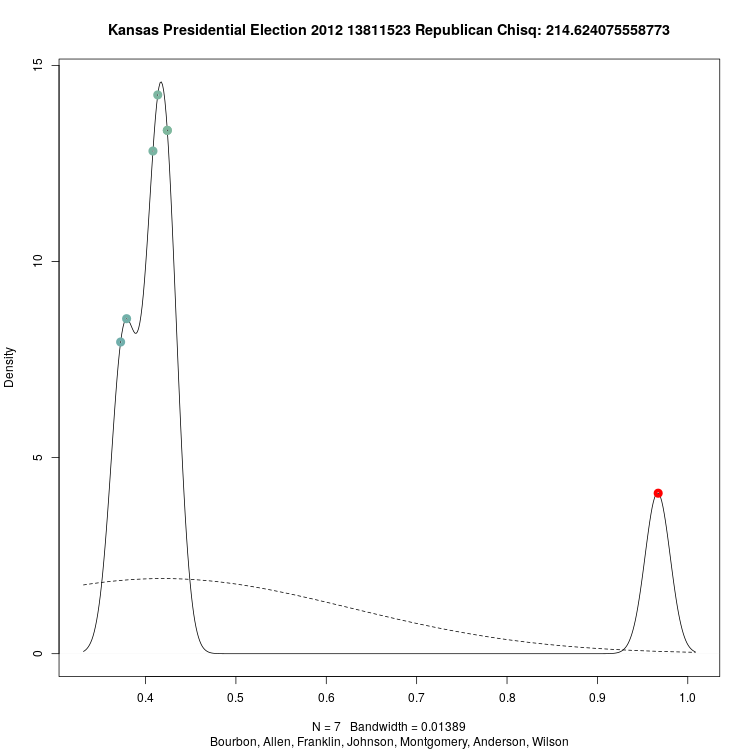 Kansas Presidential Election 2012 13811523 Republican Chisq: 214.624075558773
15
10
5
0
Density
0.4 0.5 0.6 0.7 0.8 0.9 1.0
N = 7 Bandwidth = 0.01389
Bourbon, Allen, Franklin, Johnson, Montgomery, Anderson, Wilson